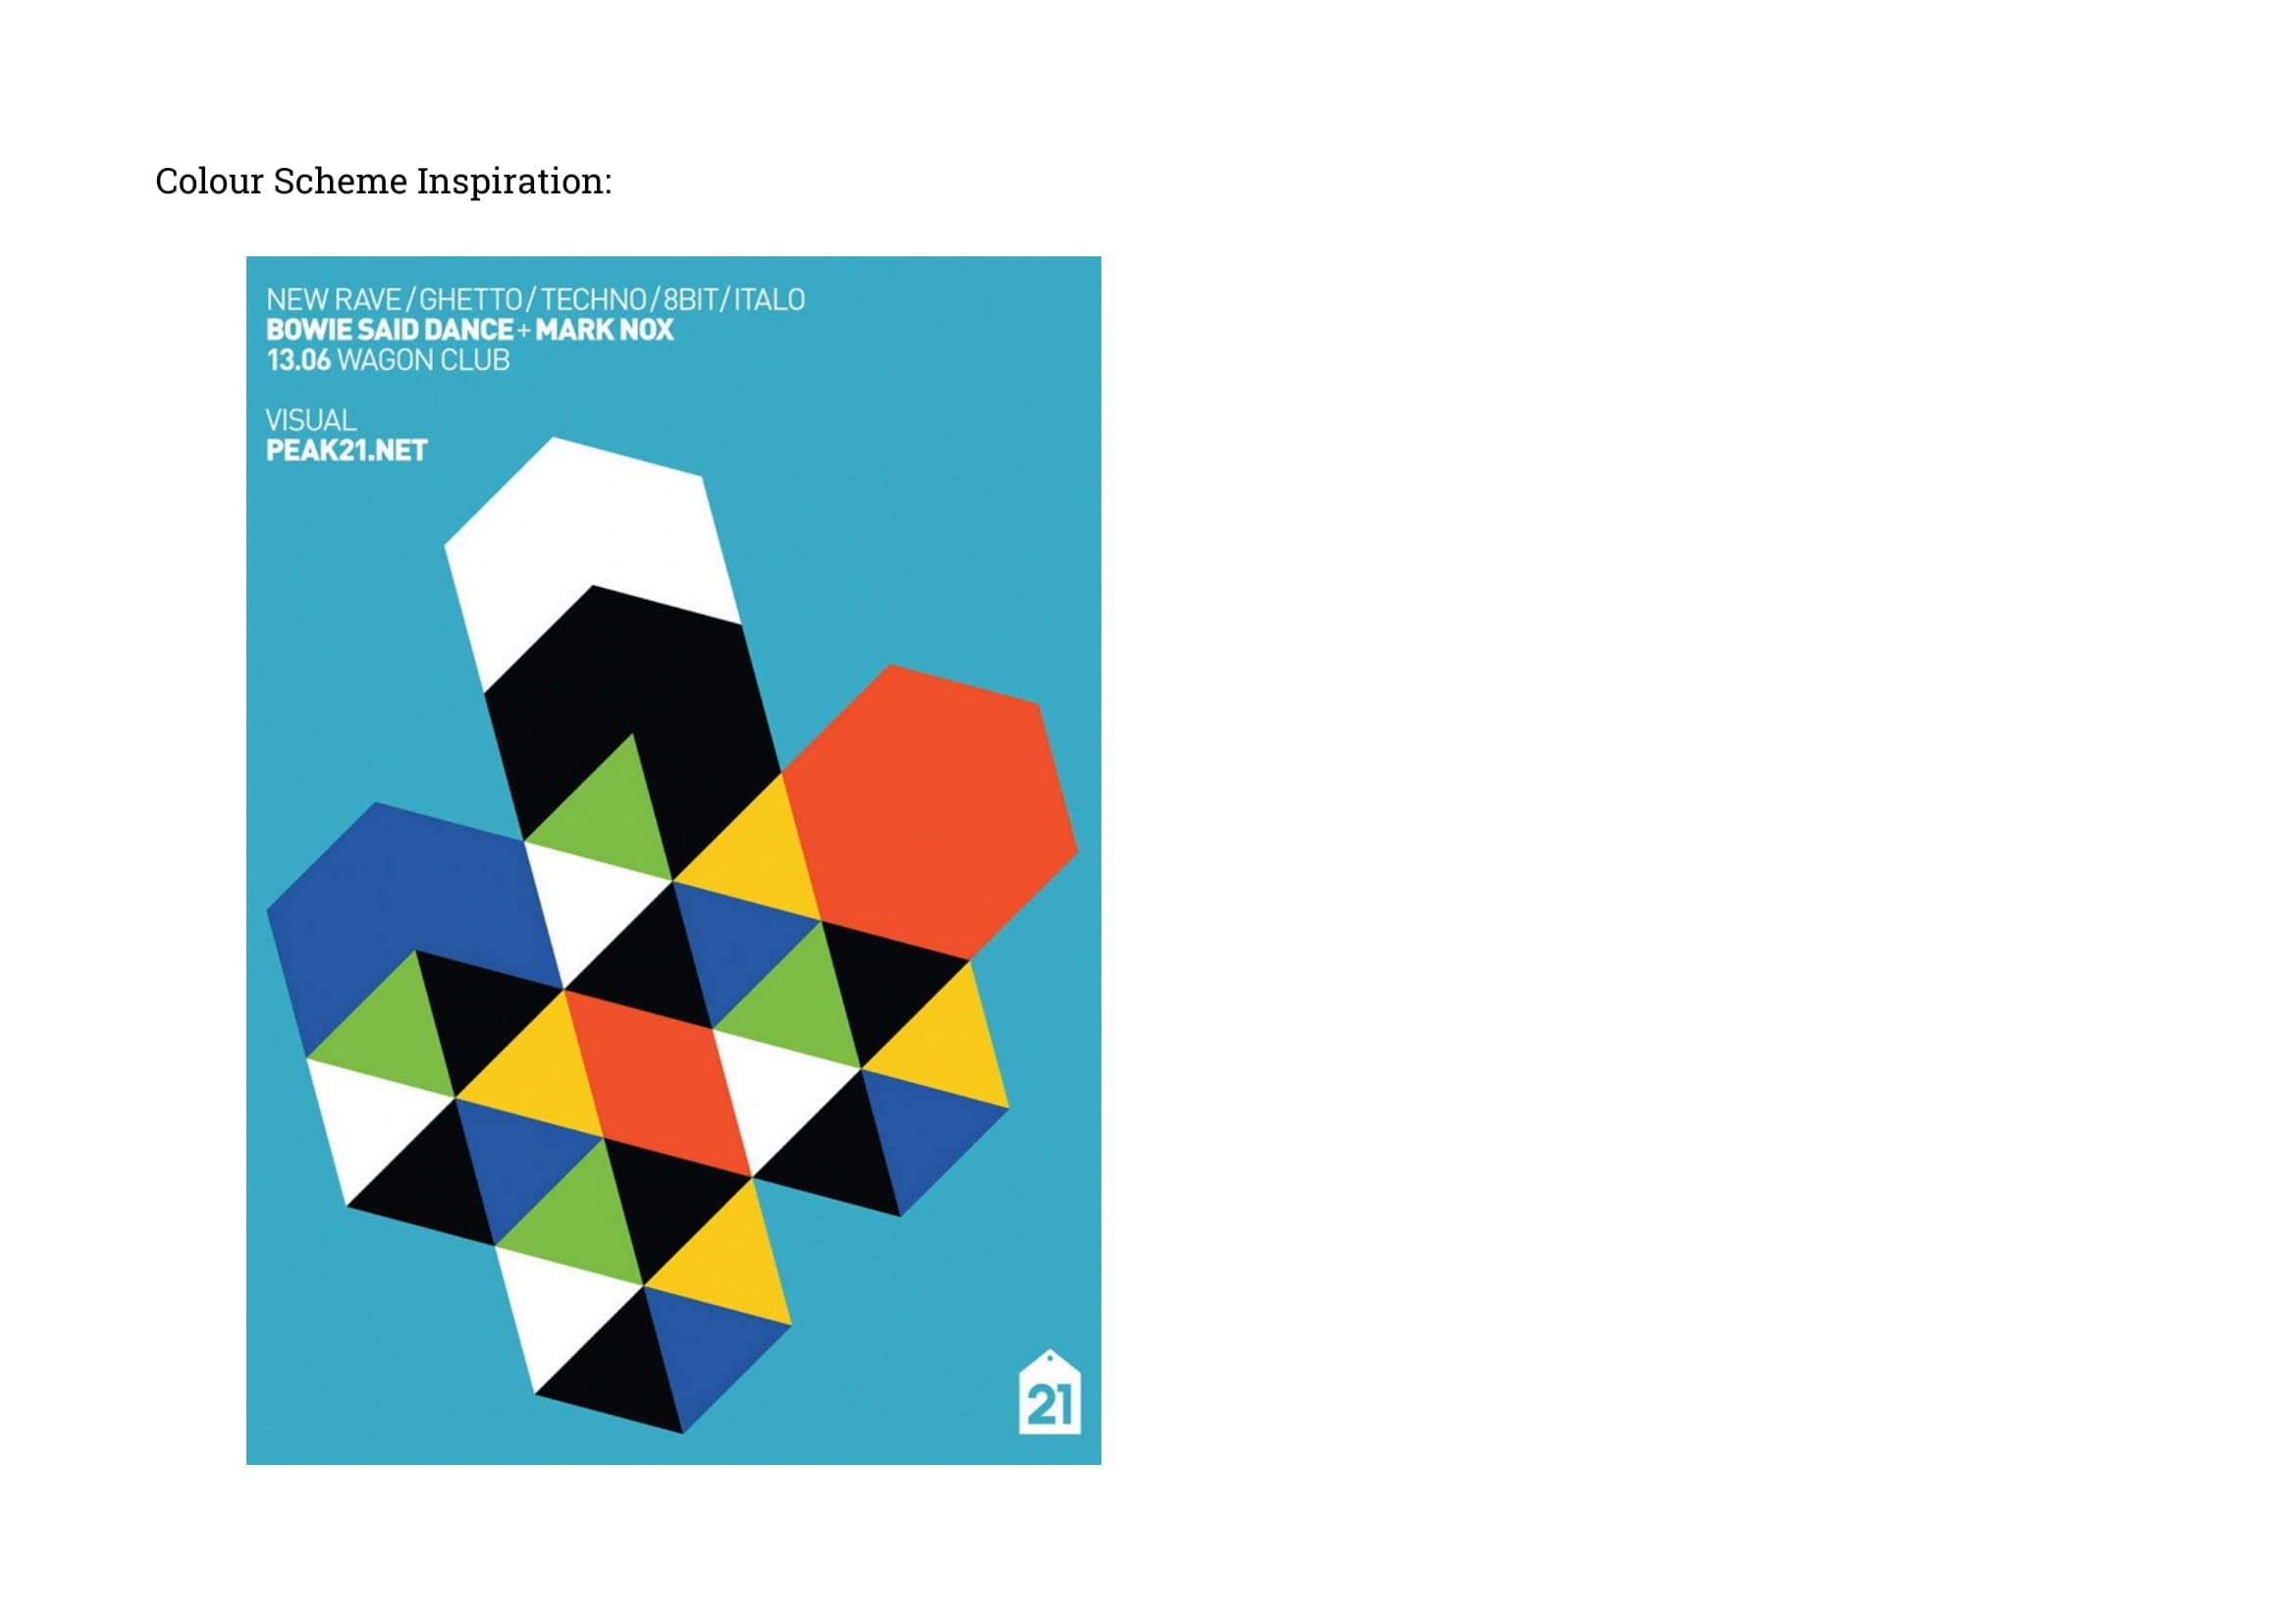 Colour Scheme Inspiration:
NEW RAVE/GHETTO/TECHNO/8BIT/ITALO
BOWIE SAID DANCE + MARK NOX
13.06 WAGON CLUB
VISUAL
PEAK21.NET
21